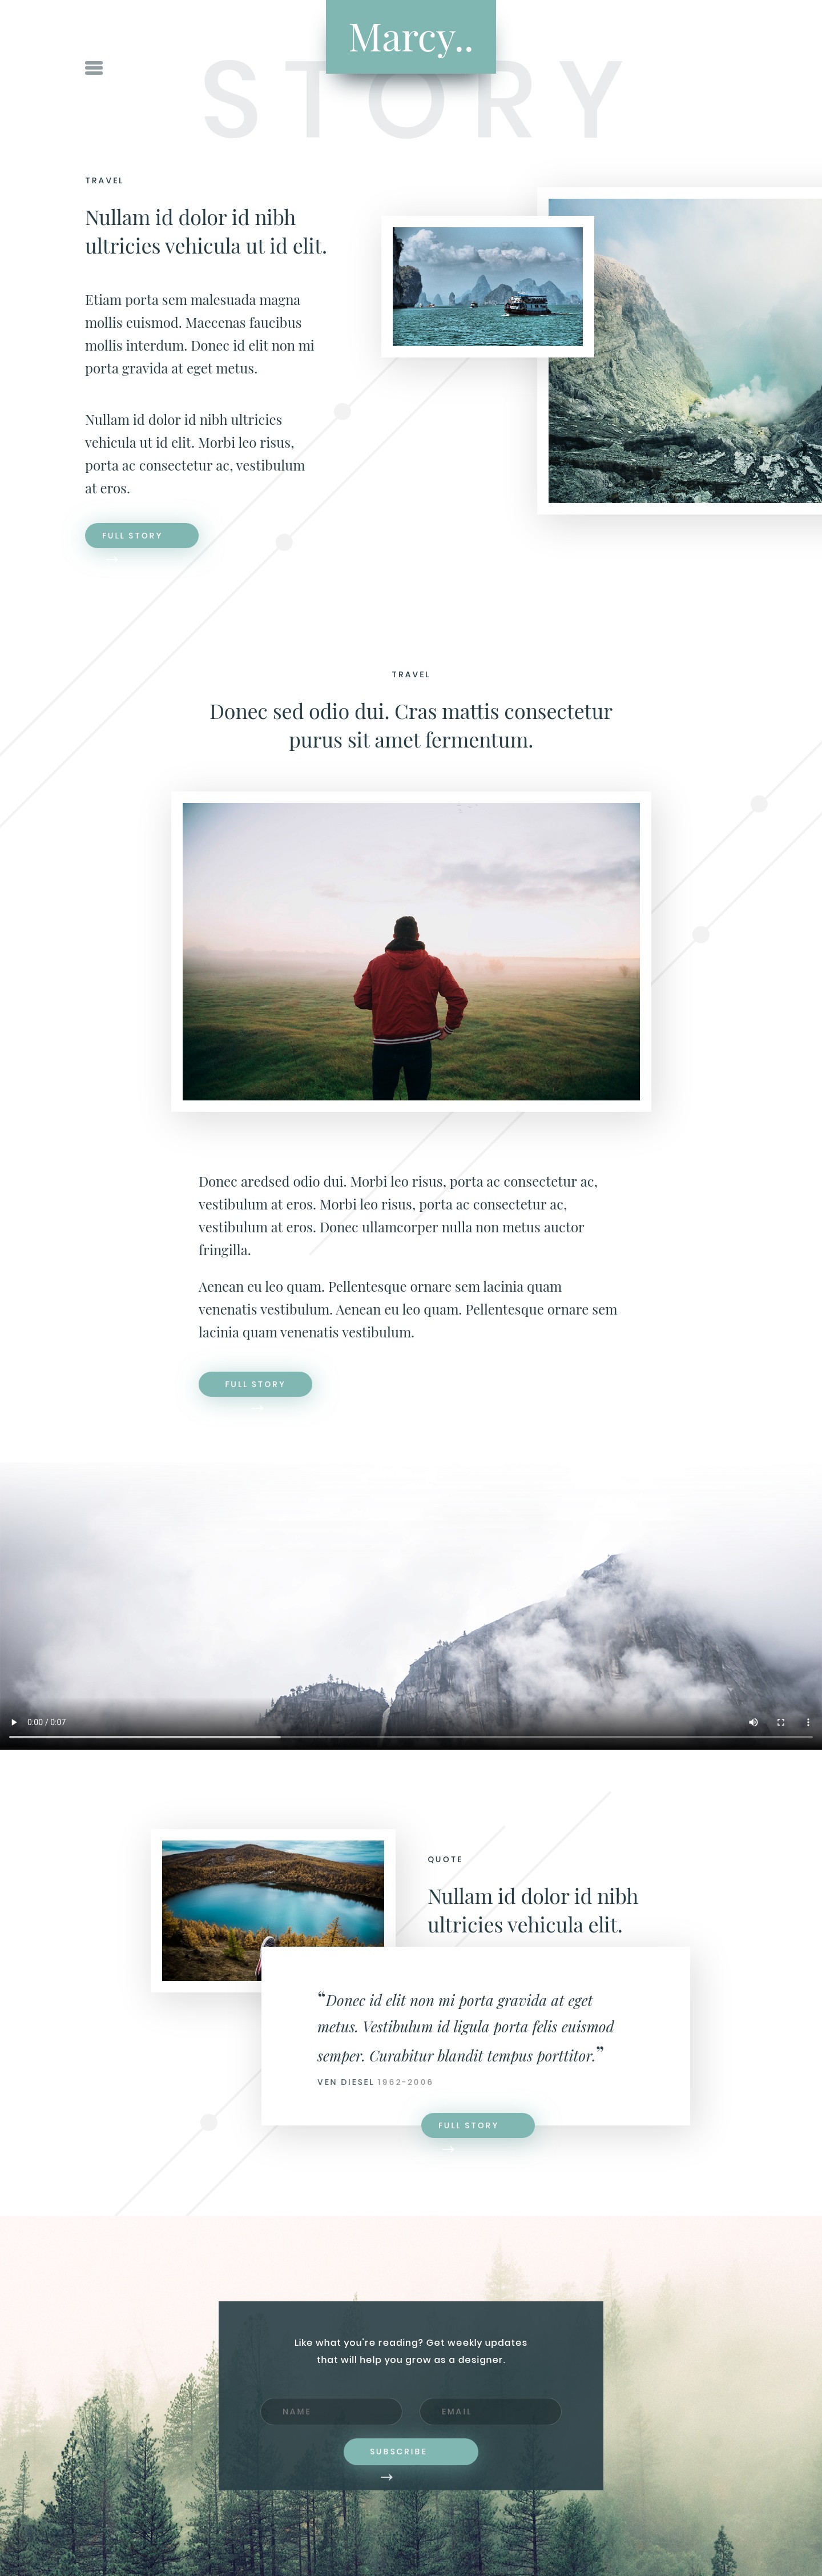 Marcy..
STORY
TRAVEL
Nullam id dolor id nibh
ultricies vehicula ut id elit.
Etiam porta sem malesuada magna
mollis euismod. Maecenas faucibus
mollis interdum. Donec id elit non mi
porta gravida at eget metus.
Nullam id dolor id nibh ultricies
vehicula ut id elit. Morbi leo risus,
porta ac consectetur ac, vestibulum
at eros.
FULL STORY
→
TRAVEL
Donec sed odio dui. Cras mattis consectetur
purus sit amet fermentum.
Donec aredsed odio dui. Morbi leo risus, porta ac consectetur ac,
vestibulum at eros. Morbi leo risus, porta ac consectetur ac,
vestibulum at eros. Donec ullamcorper nulla non metus auctor
fringilla.
Aenean eu leo quam. Pellentesque ornare sem lacinia quam
venenatis vestibulum. Aenean eu leo quam. Pellentesque ornare sem
lacinia quam venenatis vestibulum.
FULL STORY
→
0:00 / 0:07
QUOTE
Nullam id dolor id nibh
ultricies vehicula elit.
“Donec id elit non mi porta gravida at eget
metus. Vestibulum id ligula porta felis euismod
semper. Curabitur blandit tempus porttitor.”
VEN DIESEL 1962-2006
FULL STORY
→
Like what you're reading? Get weekly updates
that will help you grow as a designer.
NAME
EMAIL
SUBSCRIBE
→